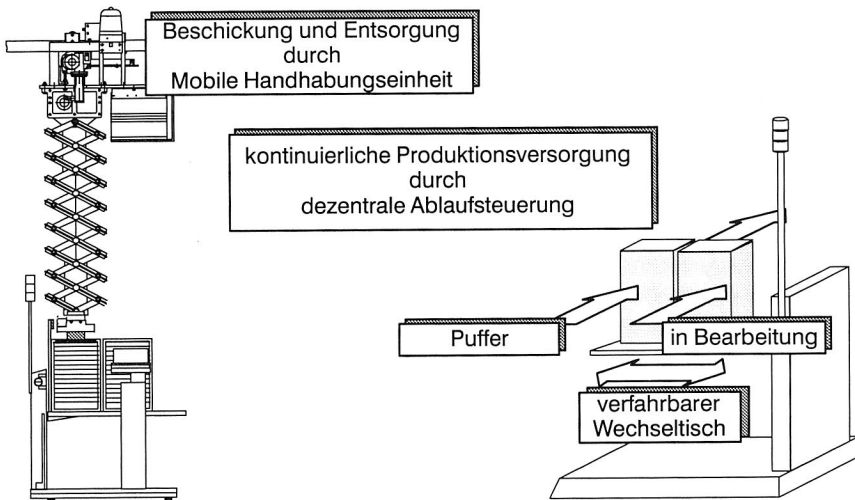 Beschickung und Entsorgung
durch
Mobile Handhabungseinheit
kontinuierliche Produktionsversorgung
durch
dezentrale Ablaufsteuerung
Puffer
in Bearbeitung
verfahrbarer
Wechseltisch